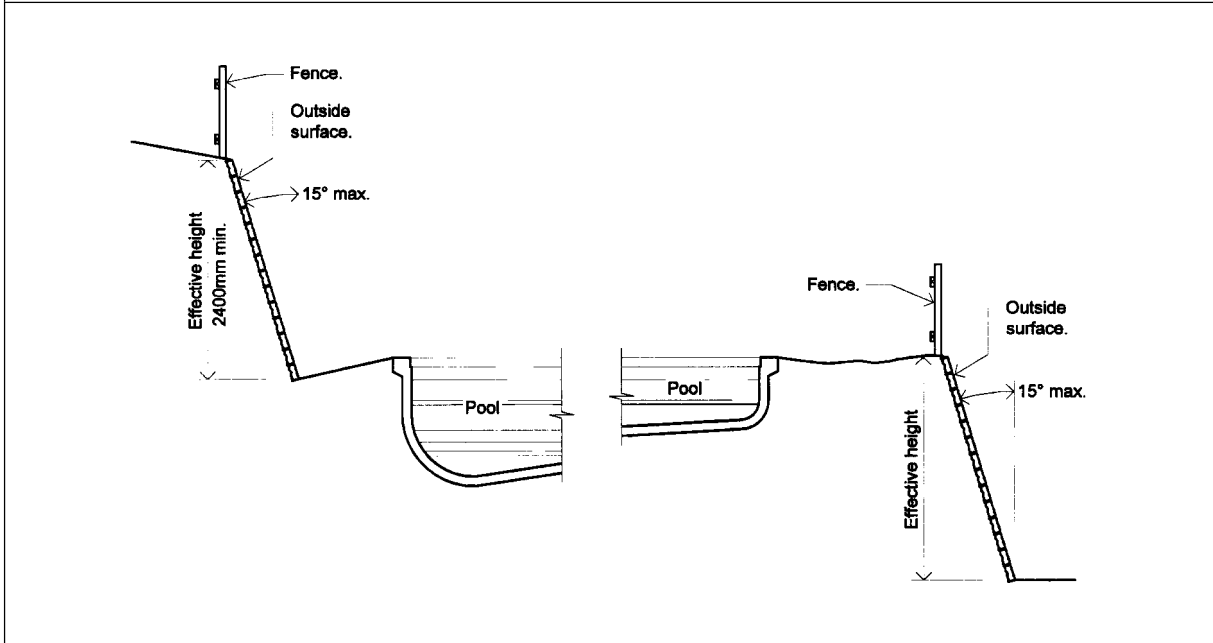 Fence.
Outside
surface.
15° max.
Effective height
2400mm min.
Pool
Fence.
Outside
surface.
15° max.
Pool
Effective height